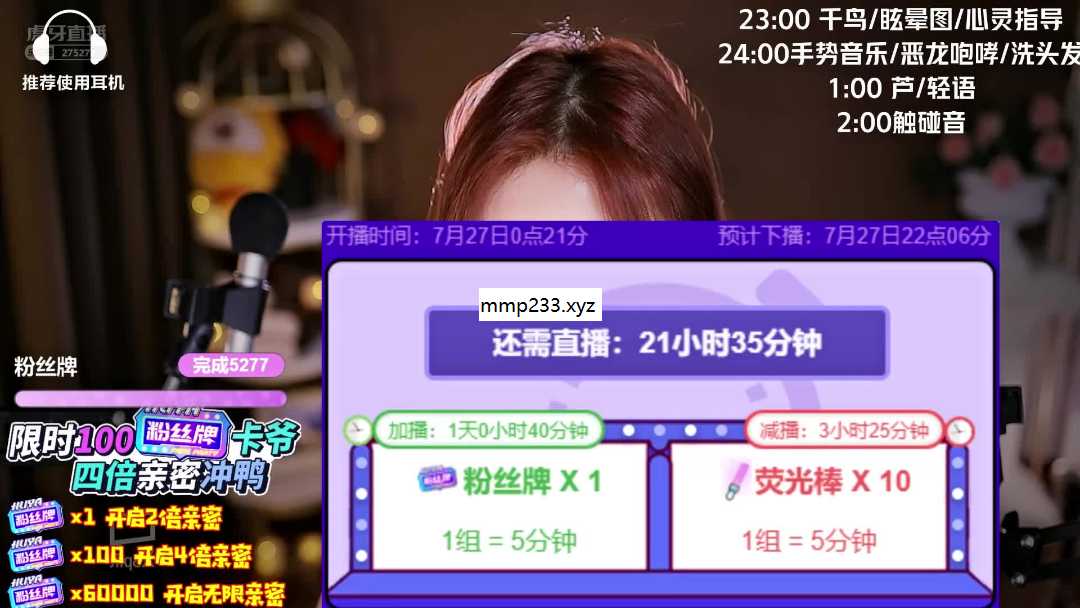 虎牙直播
推荐使用耳机
23:00 千鸟/眩晕图/心灵指导
24:00手势音乐/恶龙咆哮/洗头发
1:00 芦/轻语
2:00触碰音
开播时间：7月27日0点21分
预计下播：7月27日22点06分
mmp233.xyz
还需直播：21小时35分钟
加播：1天0小时40分钟
减播：3小时25分钟
粉丝牌 X 1
荧光棒 X 10
1组 = 5分钟
1组 = 5分钟
粉丝牌
完成5277
限时100粉丝牌卡爷
四倍亲密冲鸭
HUYA
粉丝牌 x1 开启2倍亲密
HUYA
粉丝牌 x100 开启4倍亲密
HUYA
粉丝牌 x60000 开启无限亲密